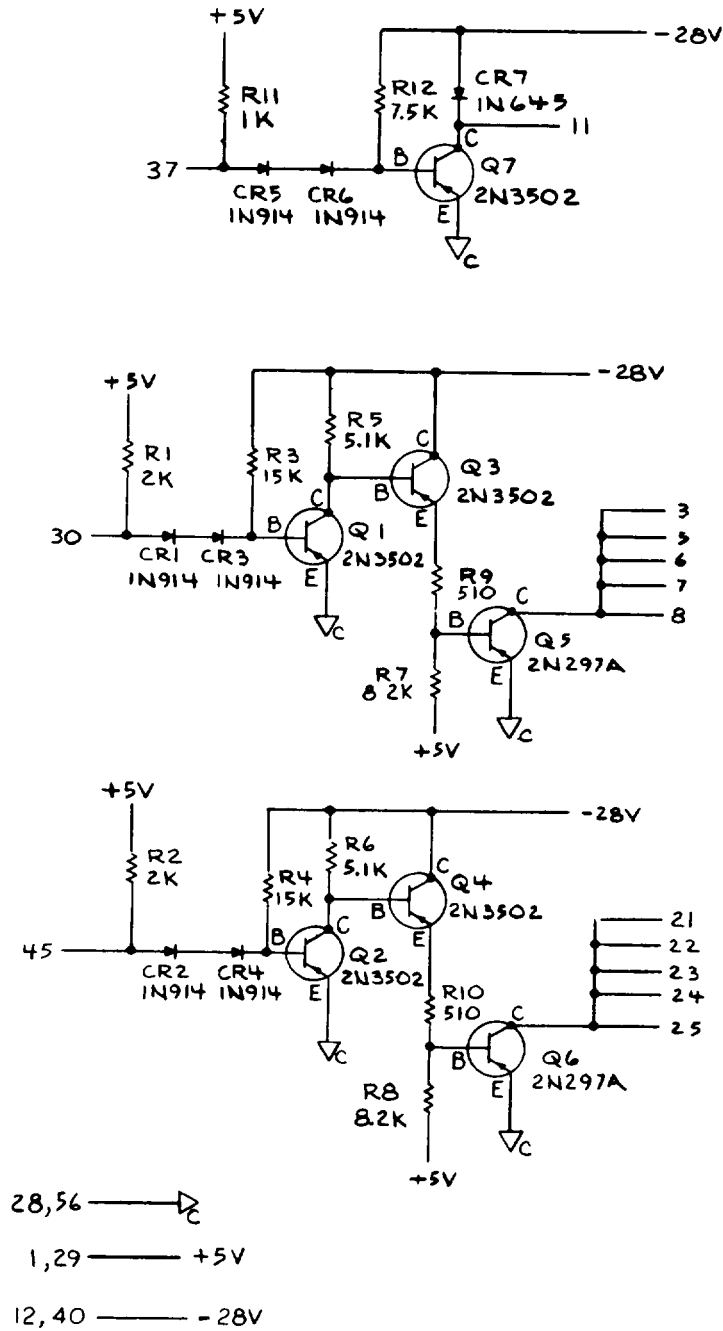 +5V
-28V
R11
1K
R12
7.5K
CR7
1N645
C
11
37
B
Q7
2N3502
CR5
1N914
CR6
1N914
E
C
+5V
-28V
R1
2K
R3
15K
R5
5.1K
C
Q3
2N3502
B
E
30
CR1
1N914
CR3
1N914
B
C
Q1
2N3502
E
C
R9
510
C
B
Q5
2N297A
E
C
R7
8.2K
+5V
3
5
6
7
8
+5V
-28V
R2
2K
R4
15K
R6
5.1K
C
Q4
2N3502
B
E
45
CR2
1N914
CR4
1N914
B
C
Q2
2N3502
E
C
R10
510
C
B
Q6
2N297A
E
C
R8
8.2K
+5V
21
22
23
24
25
28,56 C
1,29 +5V
12,40 -28V